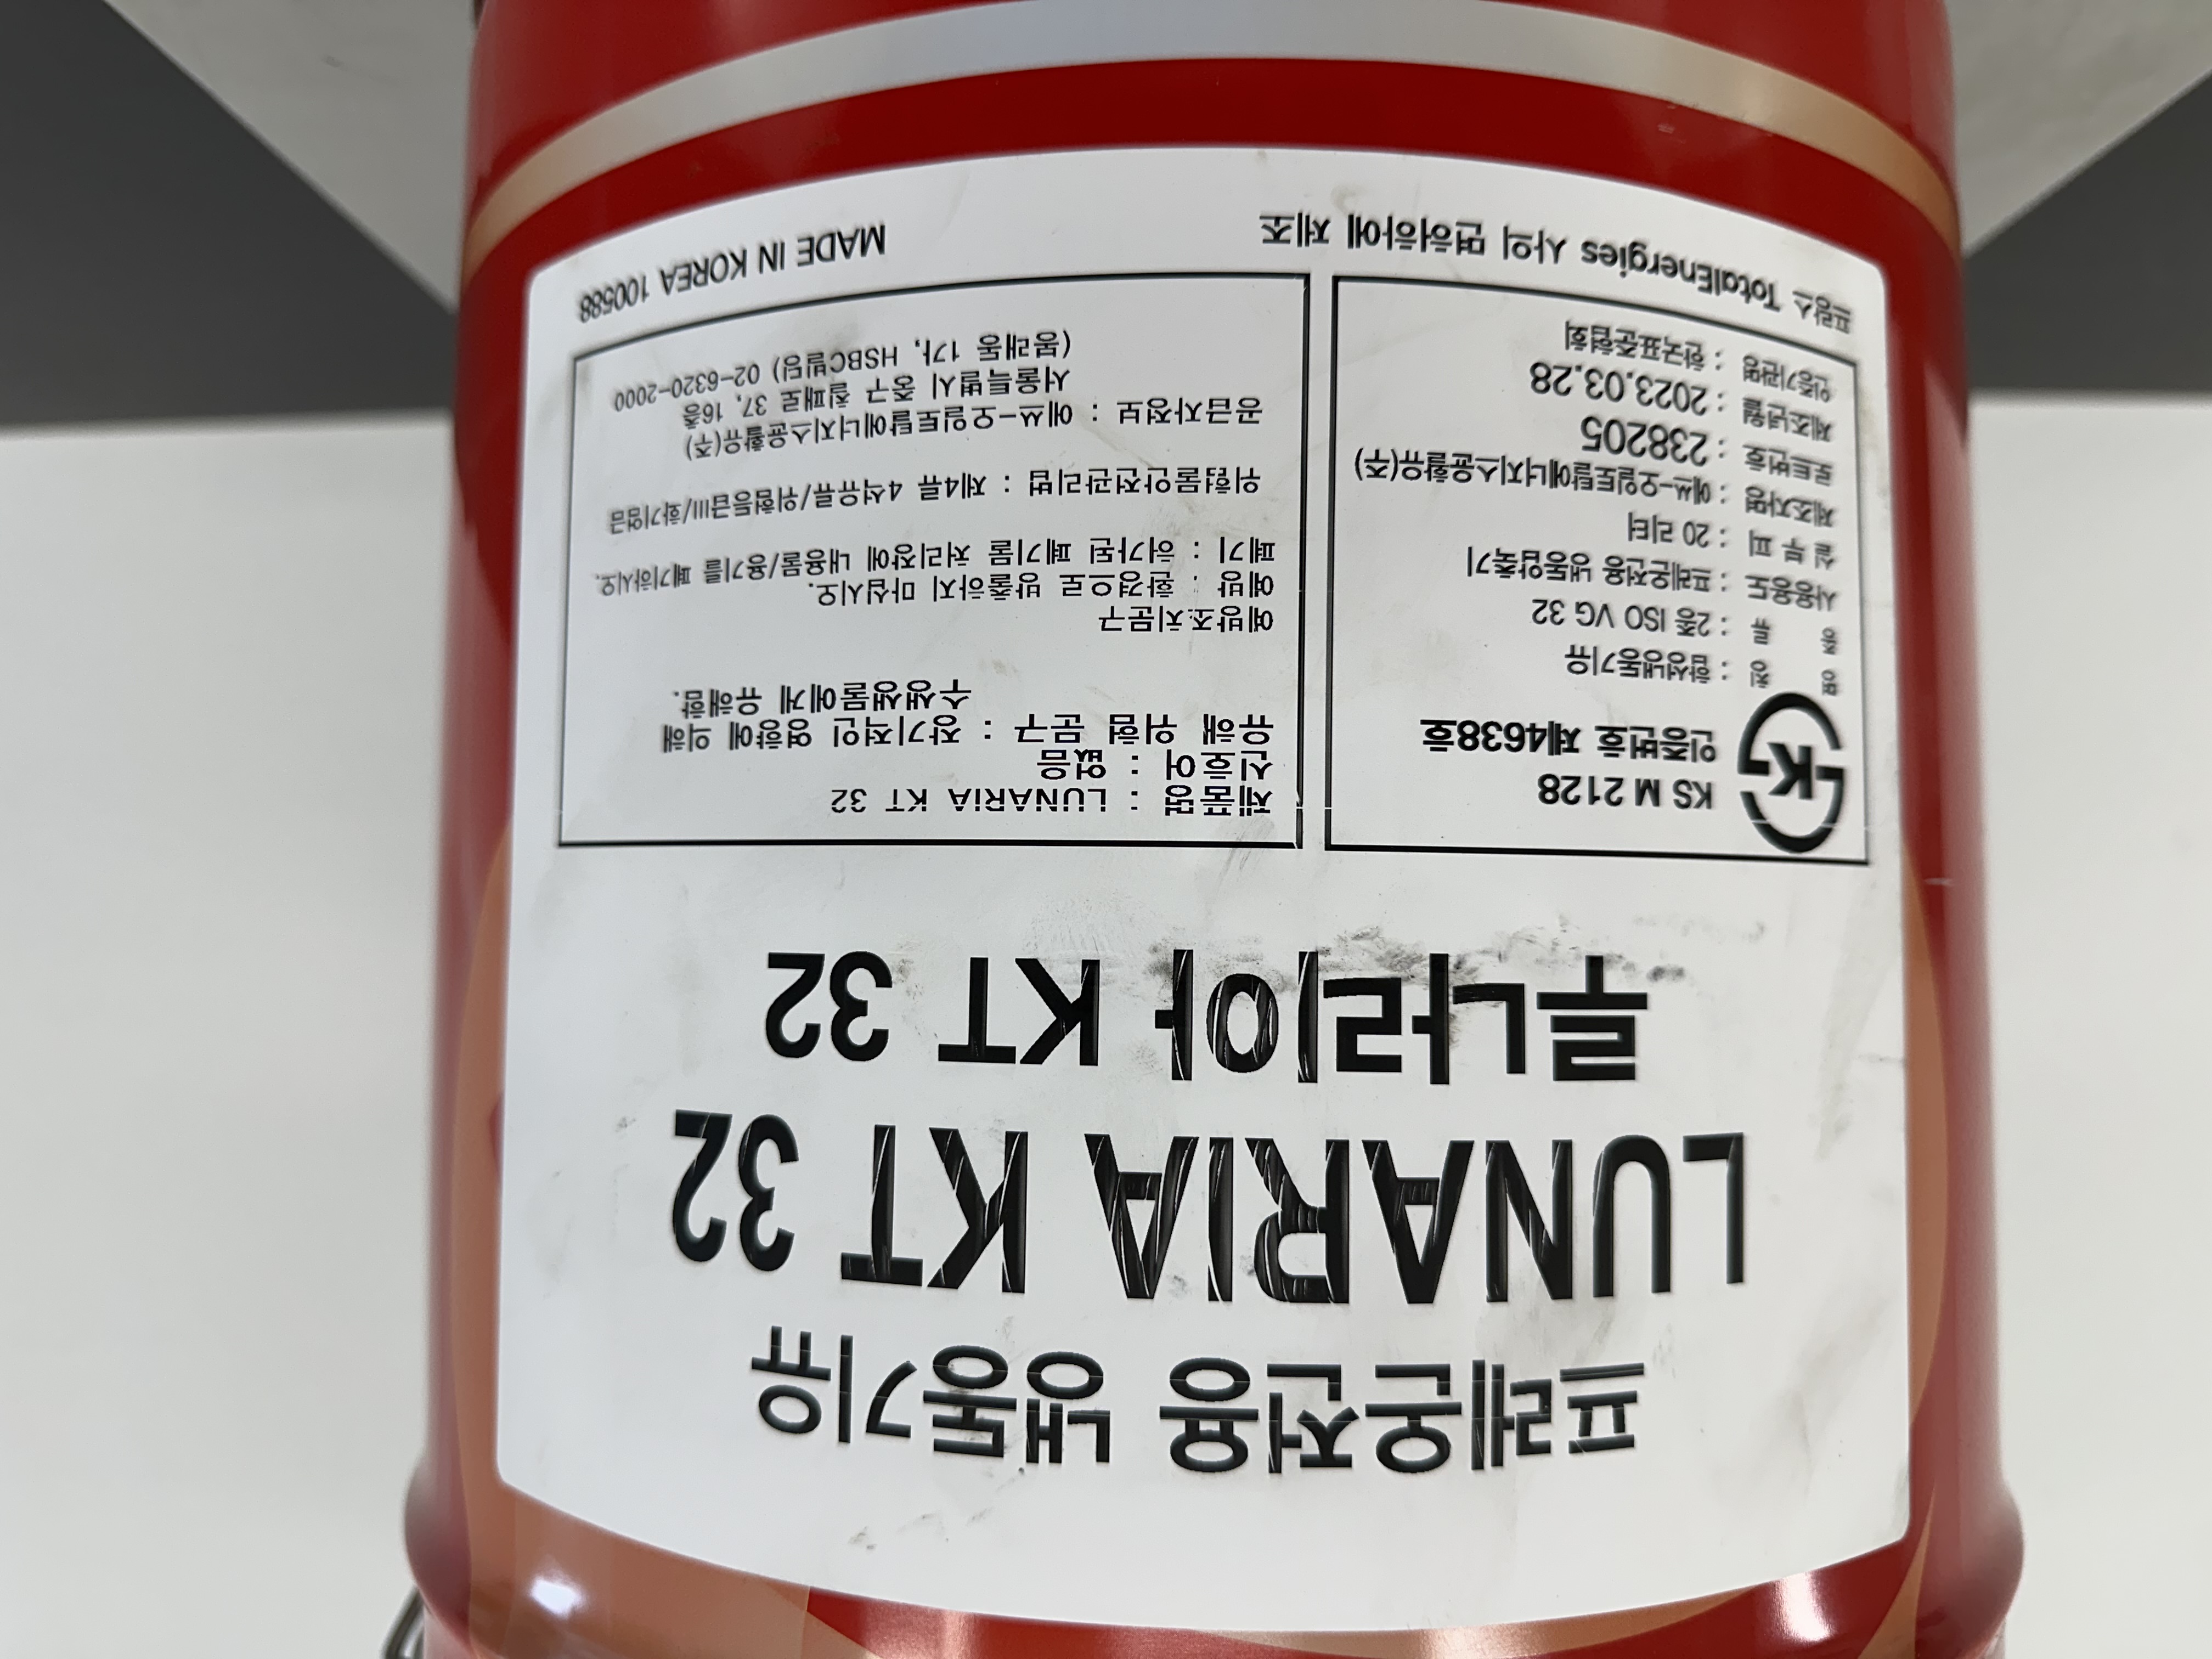 프레온전용 냉동기유
LUNARIA KT 32
루나리아 KT 32
KS M 2128
인증번호 제4638호
명 칭 : 합성냉동기유
종 류 : 2종 ISO VG 32
사용용도 : 프레온전용 냉동압축기
실 부 피 : 20 리터
제조자명 : 에쓰-오일토탈에너지스윤활유(주)
로트번호 : 238205
제조년월 : 2023.03.28
인증기관명 : 한국표준협회
제품명 : LUNARIA KT 32
신호어 : 없음
유해 위험 문구 : 장기적인 영향에 의해
수생생물에게 유해함.
예방조치문구
예방 : 환경으로 방출하지 마십시오.
폐기 : 허가된 폐기물 처리장에 내용물/용기를 폐기하시오.
위험물안전관리법 : 제4류 4석유류/위험등급III/화기엄금
공급자정보 : 에쓰-오일토탈에너지스윤활유(주)
서울특별시 중구 칠패로 37, 16층
(봉래동 1가, HSBC빌딩) 02-6320-2000
프랑스 TotalEnergies 사의 면허하에 제조
MADE IN KOREA 100588